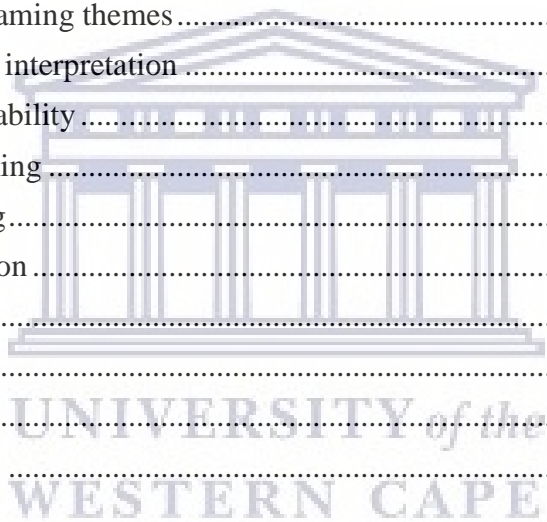 aming themes ........................................................
interpretation ........................................................
ability ........................................................
ing ........................................................
g ........................................................
on ........................................................
........................................................
........................................................
........................................................
UNIVERSITY of the
........................................................
WESTERN CAPE